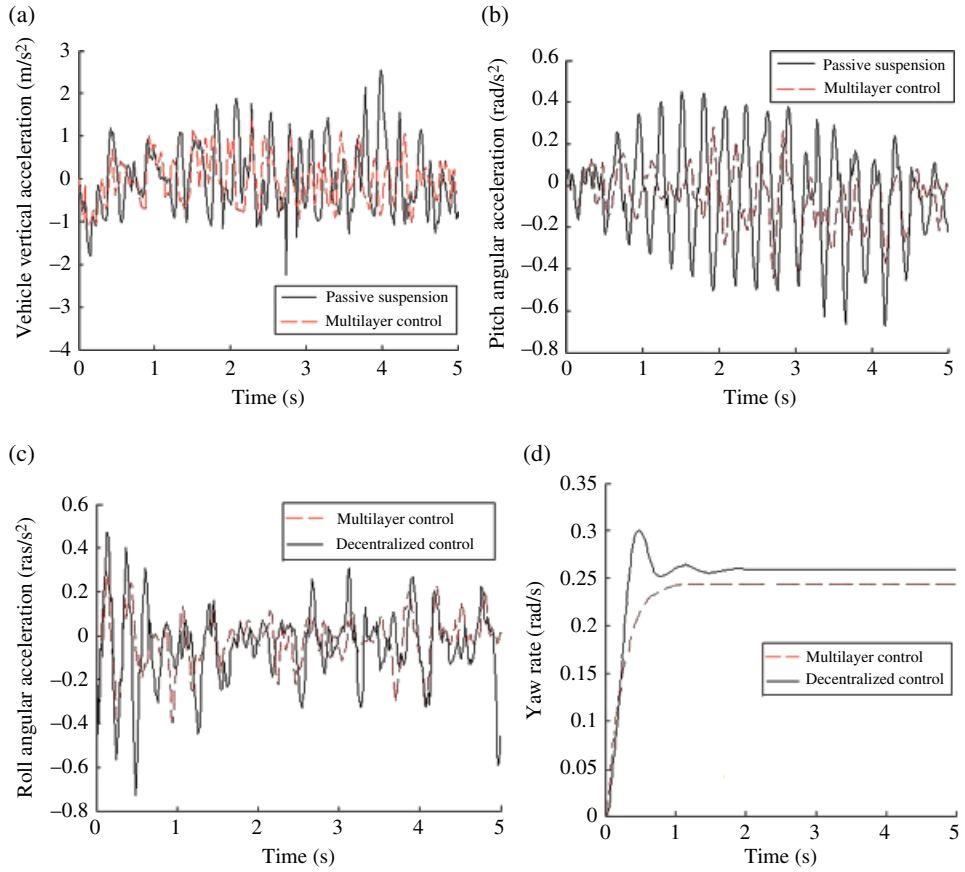 (a)
Vehicle vertical acceleration (m/s²)
3
2
1
0
−1
−2
−3
−4
Passive suspension
Multilayer control
0 1 2 3 4 5
Time (s)
(b)
Pitch angular acceleration (rad/s²)
0.6
0.4
0.2
0
−0.2
−0.4
−0.6
−0.8
Passive suspension
Multilayer control
0 1 2 3 4 5
Time (s)
(c)
Roll angular acceleration (ras/s²)
0.6
0.4
0.2
0
−0.2
−0.4
−0.6
−0.8
Multilayer control
Decentralized control
0 1 2 3 4 5
Time (s)
(d)
Yaw rate (rad/s)
0.35
0.3
0.25
0.2
0.15
0.1
0.05
0
Multilayer control
Decentralized control
0 1 2 3 4 5
Time (s)